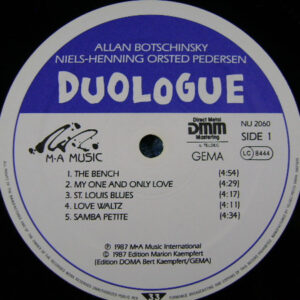 ALLAN BOTSCHINSKY
NIELS-HENNING ORSTED PEDERSEN
DUOLOGUE
M·A MUSIC
Direct Metal
DMM
Mastering
GEMA
NU 2060
SIDE 1
LC 8444
1. THE BENCH (4:54)
2. MY ONE AND ONLY LOVE (4:29)
3. ST. LOUIS BLUES (4:17)
4. LOVE WALTZ (4:11)
5. SAMBA PETITE (4:34)
℗ 1987 M·A Music International
© 1987 Edition Marion Kaempfert
(Edition DOMA Bert Kaempfert/GEMA)
33